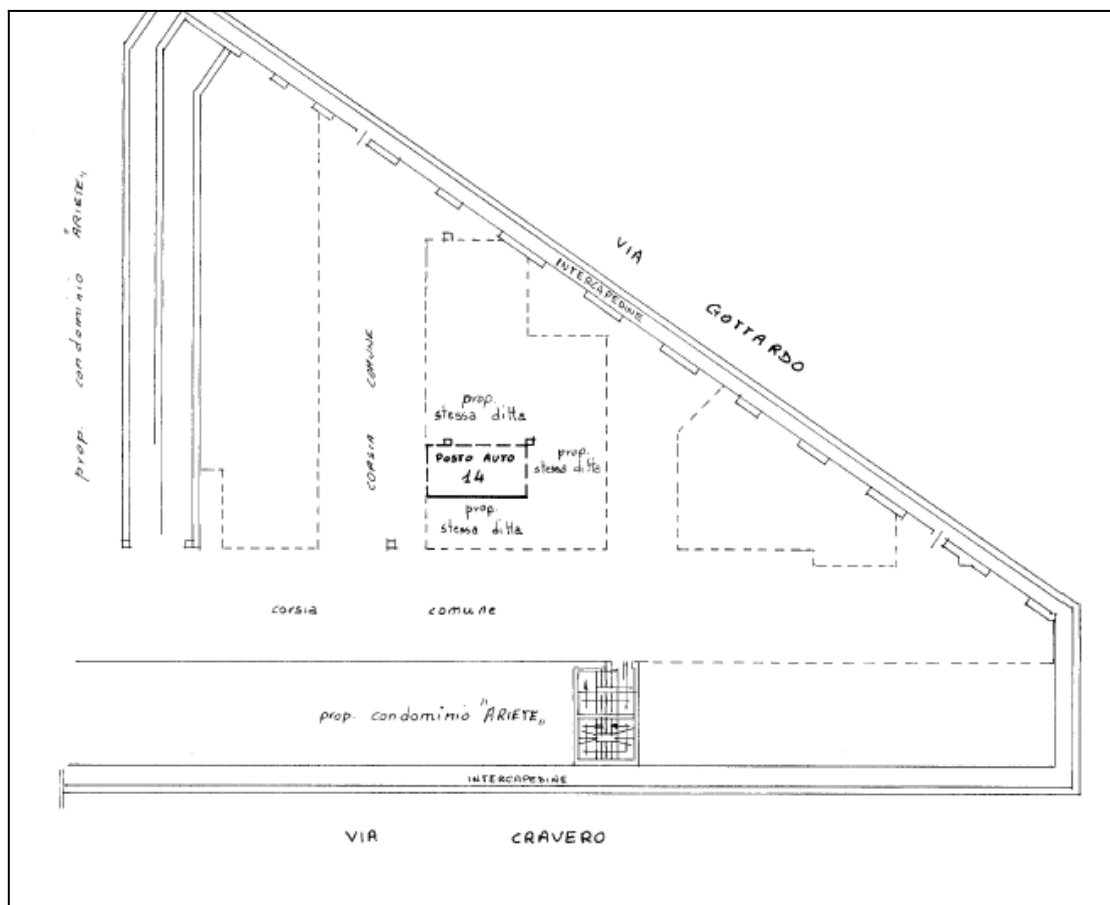 VIA
GOTTARDO
INTERCAPEDINE
prop. condominio "ARIETE"
CORSIA COMUNE
prop.
stessa ditta
POSTO AUTO
14
prop.
stessa ditta
prop.
stessa ditta
corsia comune
prop. condominio "ARIETE"
INTERCAPEDINE
VIA CRAVERO